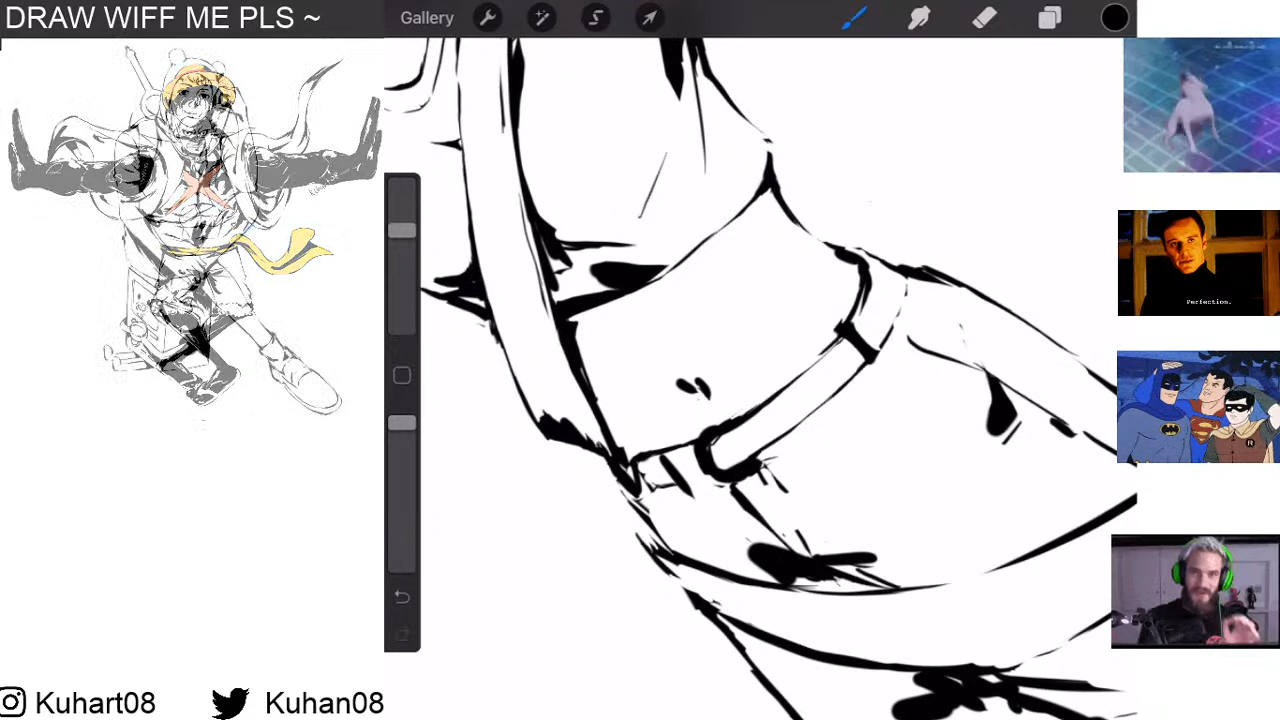 DRAW WIFF ME PLS ~
Gallery
Perfection.
Kuhart08
Kuhan08